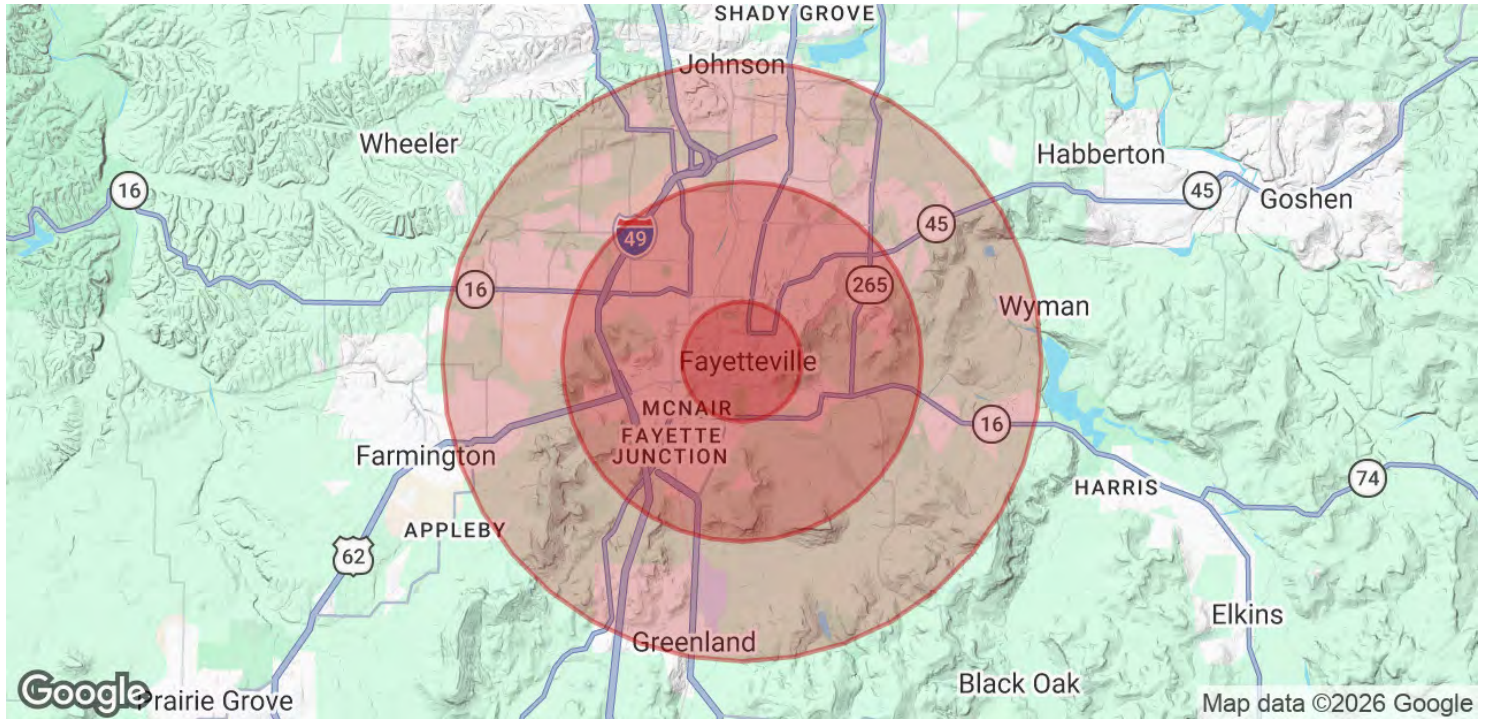 SHADY GROVE
Johnson
Wheeler
Habberton
16
45
Goshen
45
49
265
16
Wyman
Fayetteville
MCNAIR
FAYETTE
JUNCTION
16
Farmington
74
HARRIS
APPLEBY
62
Elkins
Greenland
Black Oak
Google
Prairie Grove
Map data ©2026 Google